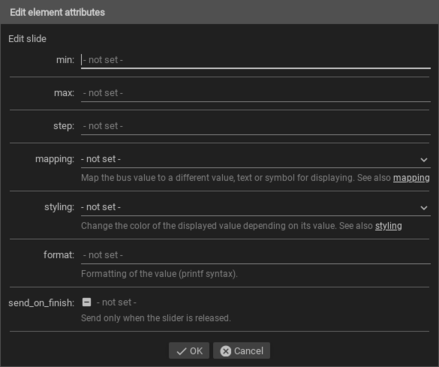 Edit element attributes
Edit slide
min: - not set -
max: - not set -
step: - not set -
mapping: - not set -
Map the bus value to a different value, text or symbol for displaying. See also mapping
styling: - not set -
Change the color of the displayed value depending on its value. See also styling
format: - not set -
Formatting of the value (printf syntax).
send_on_finish: - not set -
Send only when the slider is released.
OK Cancel